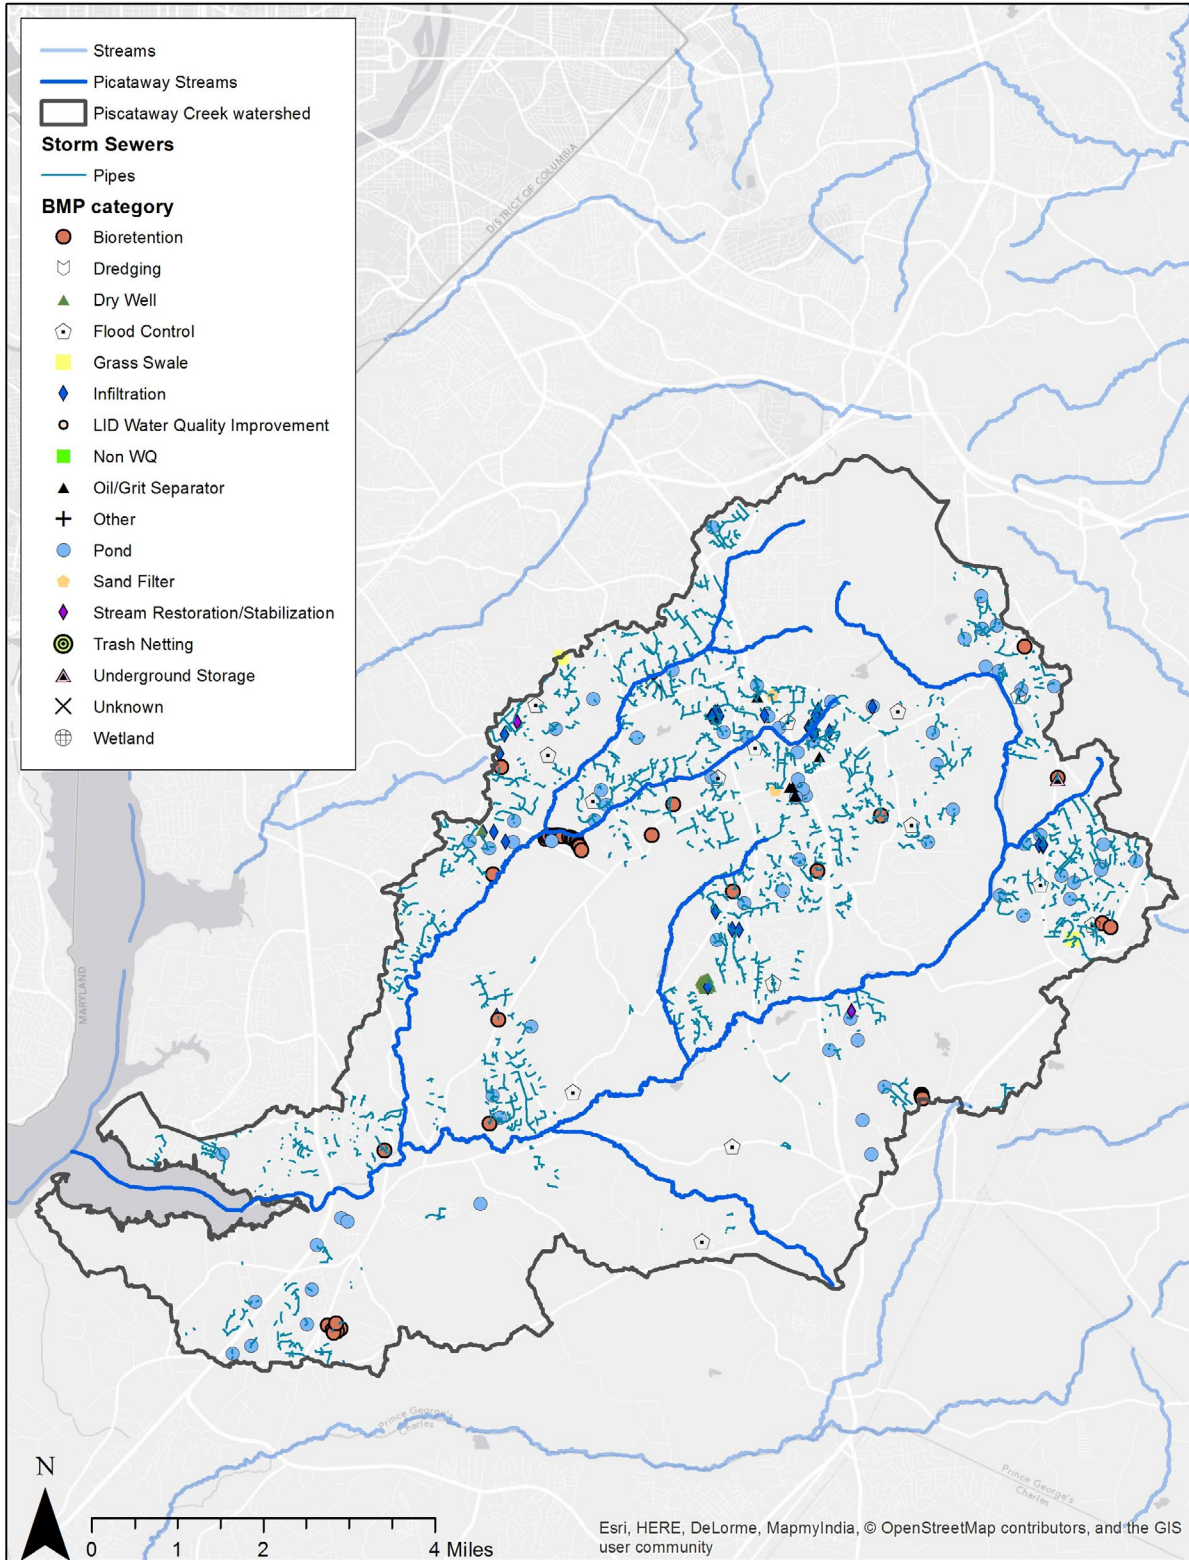 Streams
Picataway Streams
Piscataway Creek watershed
Storm Sewers
Pipes
BMP category
Bioretention
Dredging
Dry Well
Flood Control
Grass Swale
Infiltration
LID Water Quality Improvement
Non WQ
Oil/Grit Separator
Other
Pond
Sand Filter
Stream Restoration/Stabilization
Trash Netting
Underground Storage
Unknown
Wetland
DISTRICT OF COLUMBIA
MARYLAND
Prince George's
Charles
Prince George's
Charles
N
0 1 2 4 Miles
Esri, HERE, DeLorme, MapmyIndia, © OpenStreetMap contributors, and the GIS
user community